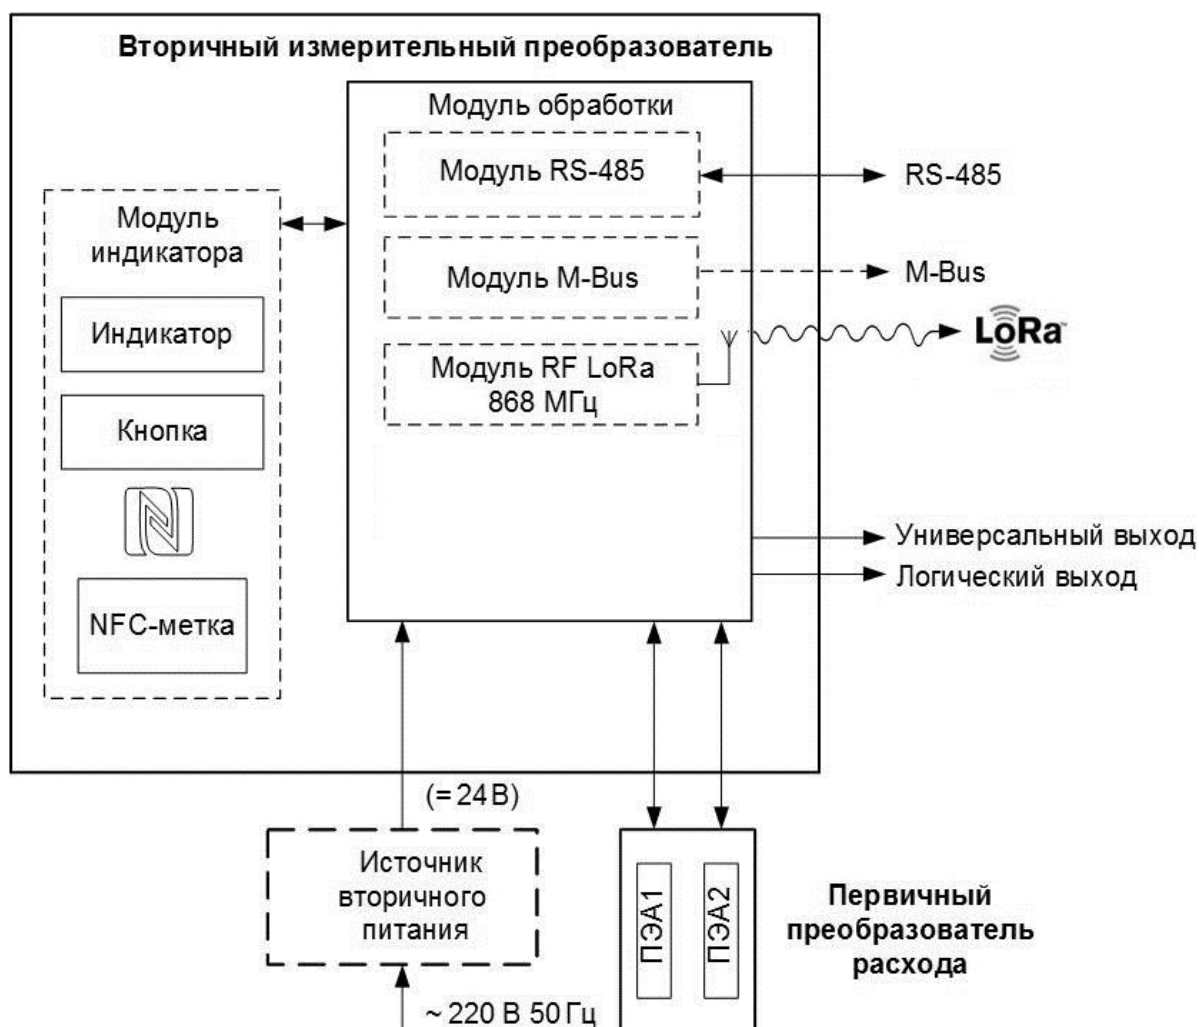 Вторичный измерительный преобразователь
Модуль обработки
Модуль RS-485
RS-485
Модуль
индикатора
Модуль M-Bus
M-Bus
Индикатор
Модуль RF LoRa
868 МГц
LoRa
Кнопка
NFC-метка
Универсальный выход
Логический выход
(= 24 В)
Источник
вторичного
питания
ПЭА1
ПЭА2
Первичный
преобразователь
расхода
~ 220 В 50 Гц